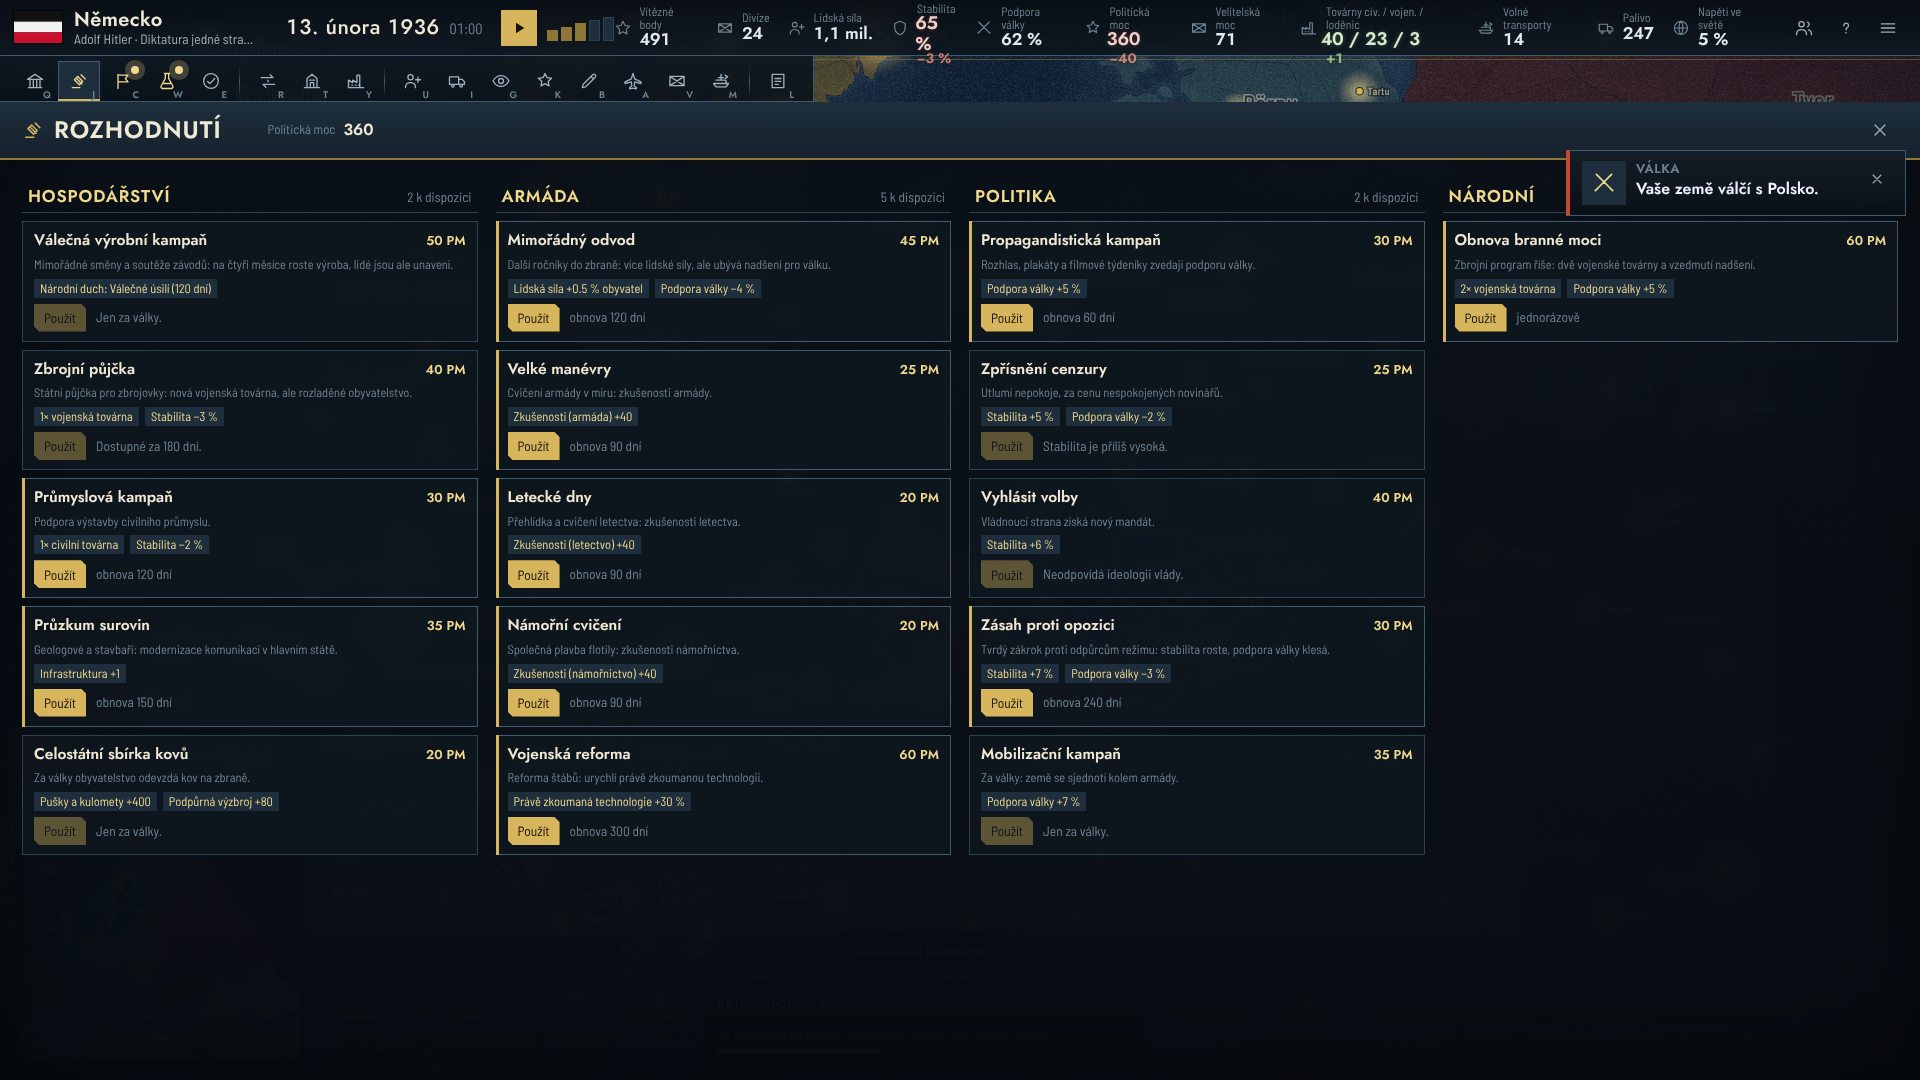 Německo
Adolf Hitler · Diktatura jedné stra...
13. února 1936 01:00
Vítězné body 491
Divize 24
Lidská síla 1,1 mil.
Stabilita 65 % −3 %
Podpora války 62 %
Politická moc 360 −40
Velitelská moc 71
Továrny civ. / vojen. / loděnic 40 / 23 / 3 +1
Volné transporty 14
Palivo 247
Napětí ve světě 5 %
?
Q I C W E R T Y U I G K B A V M L
Tartu
Tver
ROZHODNUTÍ
Politická moc 360
VÁLKA
Vaše země válčí s Polsko.
HOSPODÁŘSTVÍ
2 k dispozici
Válečná výrobní kampaň 50 PM
Mimořádné směny a soutěže závodů: na čtyři měsíce roste výroba, lidé jsou ale unavení.
Národní duch: Válečné úsilí (120 dní)
Použít Jen za války.
Zbrojní půjčka 40 PM
Státní půjčka pro zbrojovky: nová vojenská továrna, ale rozladěné obyvatelstvo.
1× vojenská továrna Stabilita −3 %
Použít Dostupné za 180 dní.
Průmyslová kampaň 30 PM
Podpora výstavby civilního průmyslu.
1× civilní továrna Stabilita −2 %
Použít obnova 120 dní
Průzkum surovin 35 PM
Geologové a stavbaři: modernizace komunikací v hlavním státě.
Infrastruktura +1
Použít obnova 150 dní
Celostátní sbírka kovů 20 PM
Za války obyvatelstvo odevzdá kov na zbraně.
Pušky a kulomety +400 Podpůrná výzbroj +80
Použít Jen za války.
ARMÁDA
5 k dispozici
Mimořádný odvod 45 PM
Další ročníky do zbraně: více lidské síly, ale ubývá nadšení pro válku.
Lidská síla +0.5 % obyvatel Podpora války −4 %
Použít obnova 120 dní
Velké manévry 25 PM
Cvičení armády v míru: zkušenosti armády.
Zkušenosti (armáda) +40
Použít obnova 90 dní
Letecké dny 20 PM
Přehlídka a cvičení letectva: zkušenosti letectva.
Zkušenosti (letectvo) +40
Použít obnova 90 dní
Námořní cvičení 20 PM
Společná plavba flotily: zkušenosti námořnictva.
Zkušenosti (námořnictvo) +40
Použít obnova 90 dní
Vojenská reforma 60 PM
Reforma štábů: urychlí právě zkoumanou technologii.
Právě zkoumaná technologie +30 %
Použít obnova 300 dní
POLITIKA
2 k dispozici
Propagandistická kampaň 30 PM
Rozhlas, plakáty a filmové týdeníky zvedají podporu války.
Podpora války +5 %
Použít obnova 60 dní
Zpřísnění cenzury 25 PM
Utlumí nepokoje, za cenu nespokojených novinářů.
Stabilita +5 % Podpora války −2 %
Použít Stabilita je příliš vysoká.
Vyhlásit volby 40 PM
Vládnoucí strana získá nový mandát.
Stabilita +6 %
Použít Neodpovídá ideologii vlády.
Zásah proti opozici 30 PM
Tvrdý zákrok proti odpůrcům režimu: stabilita roste, podpora války klesá.
Stabilita +7 % Podpora války −3 %
Použít obnova 240 dní
Mobilizační kampaň 35 PM
Za války: země se sjednotí kolem armády.
Podpora války +7 %
Použít Jen za války.
NÁRODNÍ
Obnova branné moci 60 PM
Zbrojní program říše: dvě vojenské továrny a vzedmutí nadšení.
2× vojenská továrna Podpora války +5 %
Použít jednorázově